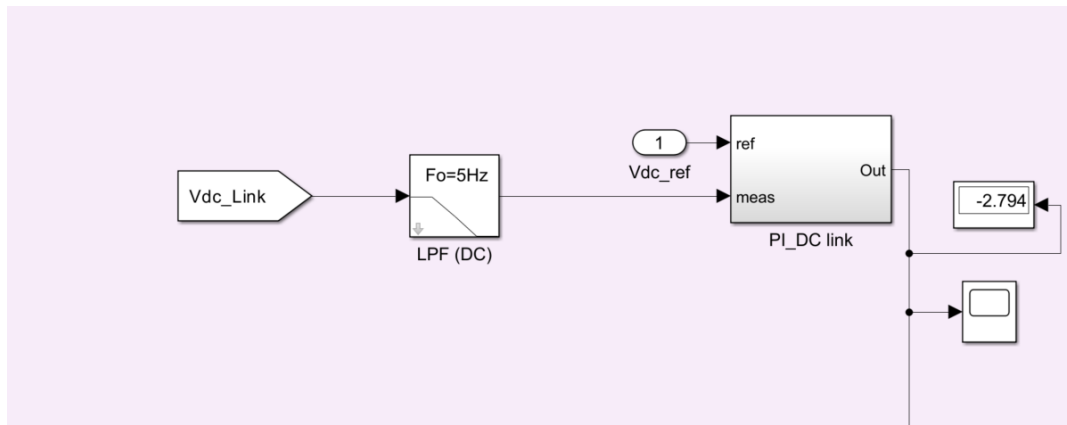 Vdc_Link
Fo=5Hz
LPF (DC)
1
Vdc_ref
ref
meas
Out
PI_DC link
-2.794